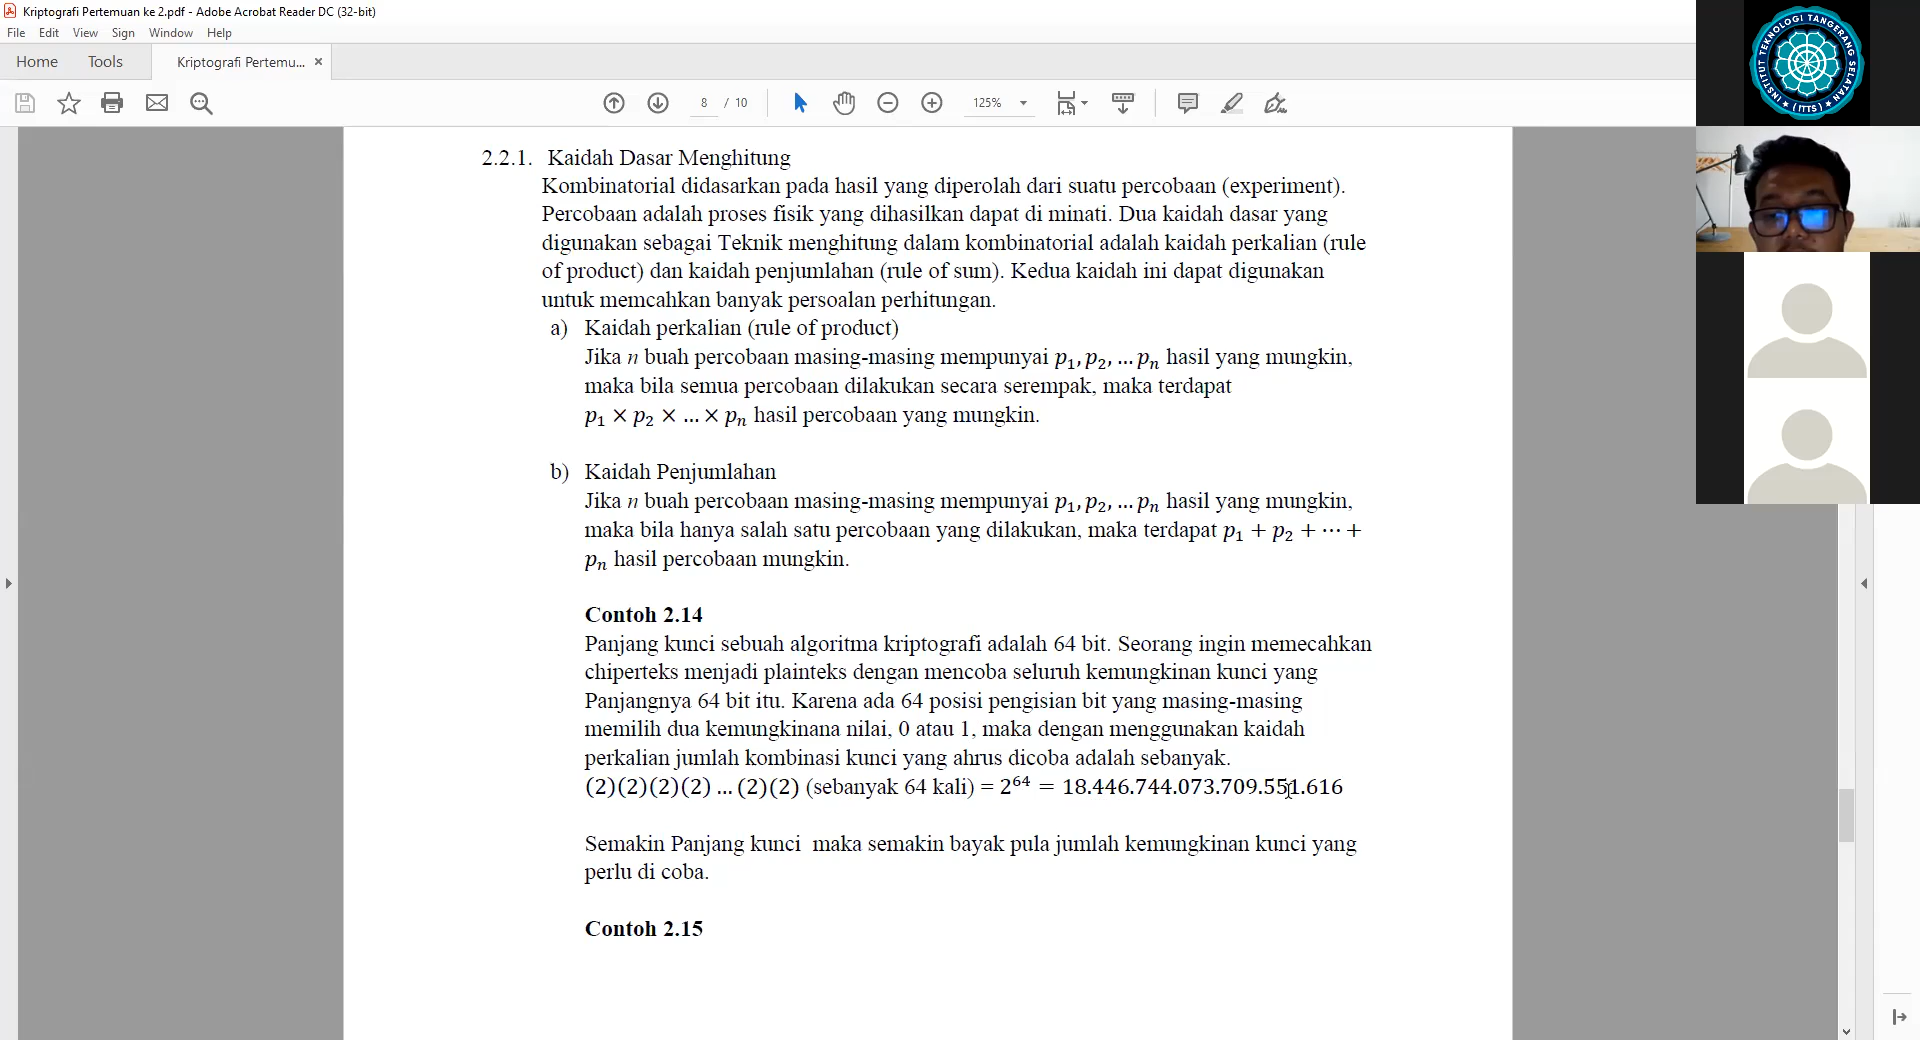 Kriptografi Pertemuan ke 2.pdf - Adobe Acrobat Reader DC (32-bit)
File Edit View Sign Window Help
Home Tools Kriptografi Pertemu... ×
8 / 10 125%
INSTITUT TEKNOLOGI TANGERANG SELATAN
(ITTS)
2.2.1. Kaidah Dasar Menghitung
Kombinatorial didasarkan pada hasil yang diperolah dari suatu percobaan (experiment).
Percobaan adalah proses fisik yang dihasilkan dapat di minati. Dua kaidah dasar yang
digunakan sebagai Teknik menghitung dalam kombinatorial adalah kaidah perkalian (rule
of product) dan kaidah penjumlahan (rule of sum). Kedua kaidah ini dapat digunakan
untuk memcahkan banyak persoalan perhitungan.
a) Kaidah perkalian (rule of product)
Jika n buah percobaan masing-masing mempunyai p₁, p₂, … pₙ hasil yang mungkin,
maka bila semua percobaan dilakukan secara serempak, maka terdapat
p₁ × p₂ × … × pₙ hasil percobaan yang mungkin.
b) Kaidah Penjumlahan
Jika n buah percobaan masing-masing mempunyai p₁, p₂, … pₙ hasil yang mungkin,
maka bila hanya salah satu percobaan yang dilakukan, maka terdapat p₁ + p₂ + ⋯ +
pₙ hasil percobaan mungkin.
Contoh 2.14
Panjang kunci sebuah algoritma kriptografi adalah 64 bit. Seorang ingin memecahkan
chiperteks menjadi plainteks dengan mencoba seluruh kemungkinan kunci yang
Panjangnya 64 bit itu. Karena ada 64 posisi pengisian bit yang masing-masing
memilih dua kemungkinana nilai, 0 atau 1, maka dengan menggunakan kaidah
perkalian jumlah kombinasi kunci yang ahrus dicoba adalah sebanyak.
(2)(2)(2)(2) … (2)(2) (sebanyak 64 kali) = 2⁶⁴ = 18.446.744.073.709.551.616
Semakin Panjang kunci maka semakin bayak pula jumlah kemungkinan kunci yang
perlu di coba.
Contoh 2.15